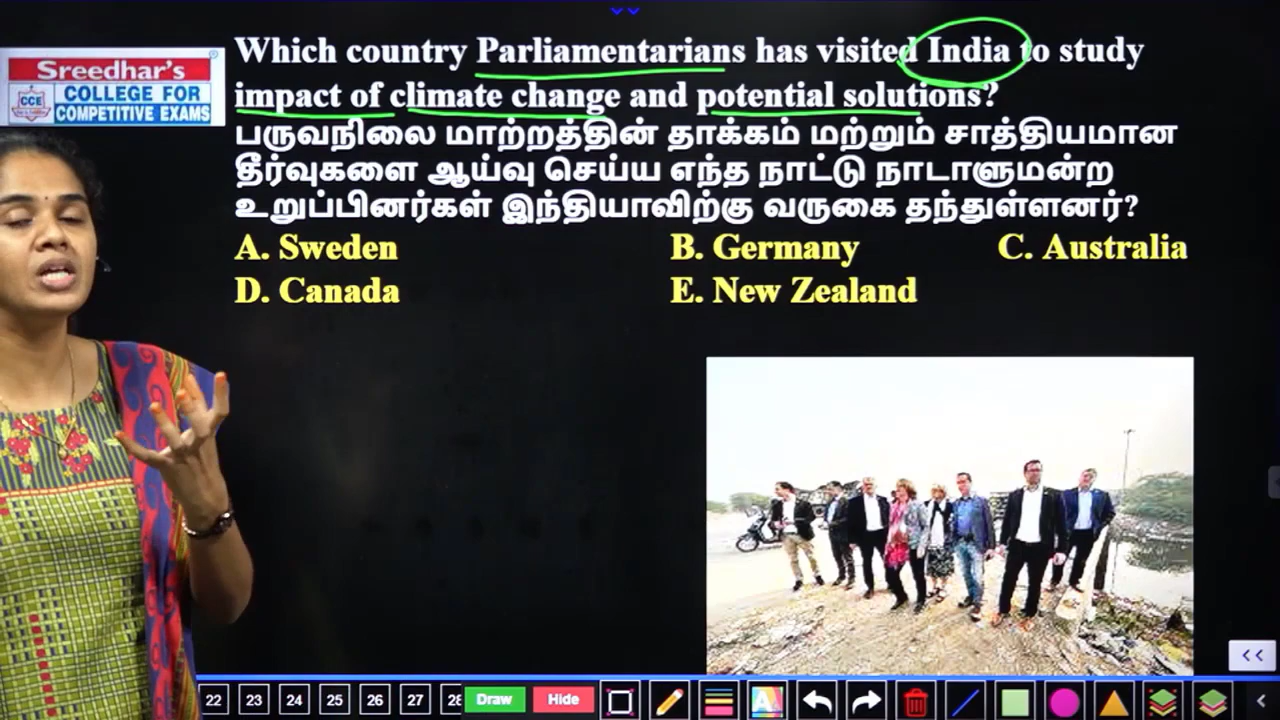 Sreedhar's
CCE
COLLEGE FOR
COMPETITIVE EXAMS
Which country Parliamentarians has visited India to study
impact of climate change and potential solutions?
பருவநிலை மாற்றத்தின் தாக்கம் மற்றும் சாத்தியமான
தீர்வுகளை ஆய்வு செய்ய எந்த நாட்டு நாடாளுமன்ற
உறுப்பினர்கள் இந்தியாவிற்கு வருகை தந்துள்ளனர்?
A. Sweden B. Germany C. Australia
D. Canada E. New Zealand
22 23 24 25 26 27 28 Draw Hide